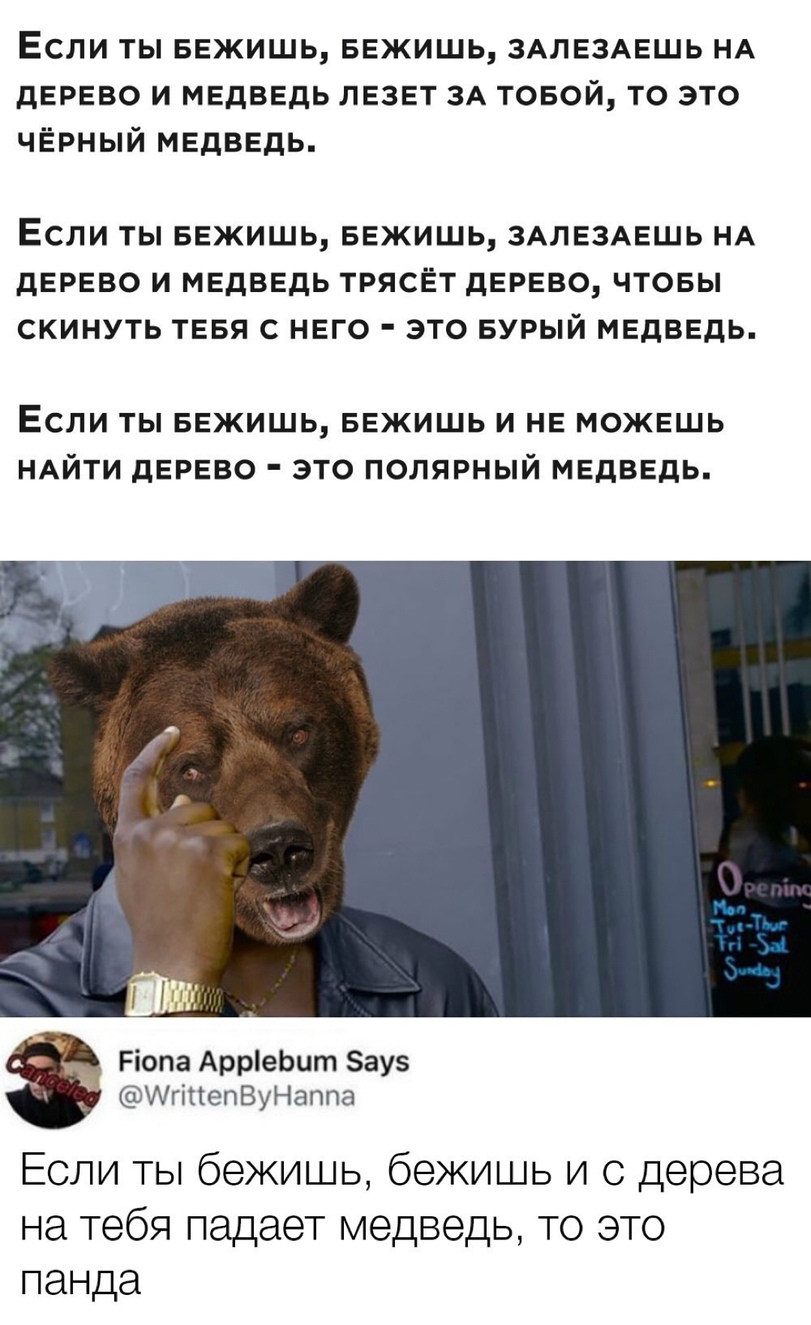 Если ты бежишь, бежишь, залезаешь на
дерево и медведь лезет за тобой, то это
чёрный медведь.
Если ты бежишь, бежишь, залезаешь на
дерево и медведь трясёт дерево, чтобы
скинуть тебя с него - это бурый медведь.
Если ты бежишь, бежишь и не можешь
найти дерево - это полярный медведь.
Opening
Mon
Tue-Thur
Fri -Sat
Sunday
Canceled
Fiona Applebum Says
@WrittenByHanna
Если ты бежишь, бежишь и с дерева
на тебя падает медведь, то это
панда